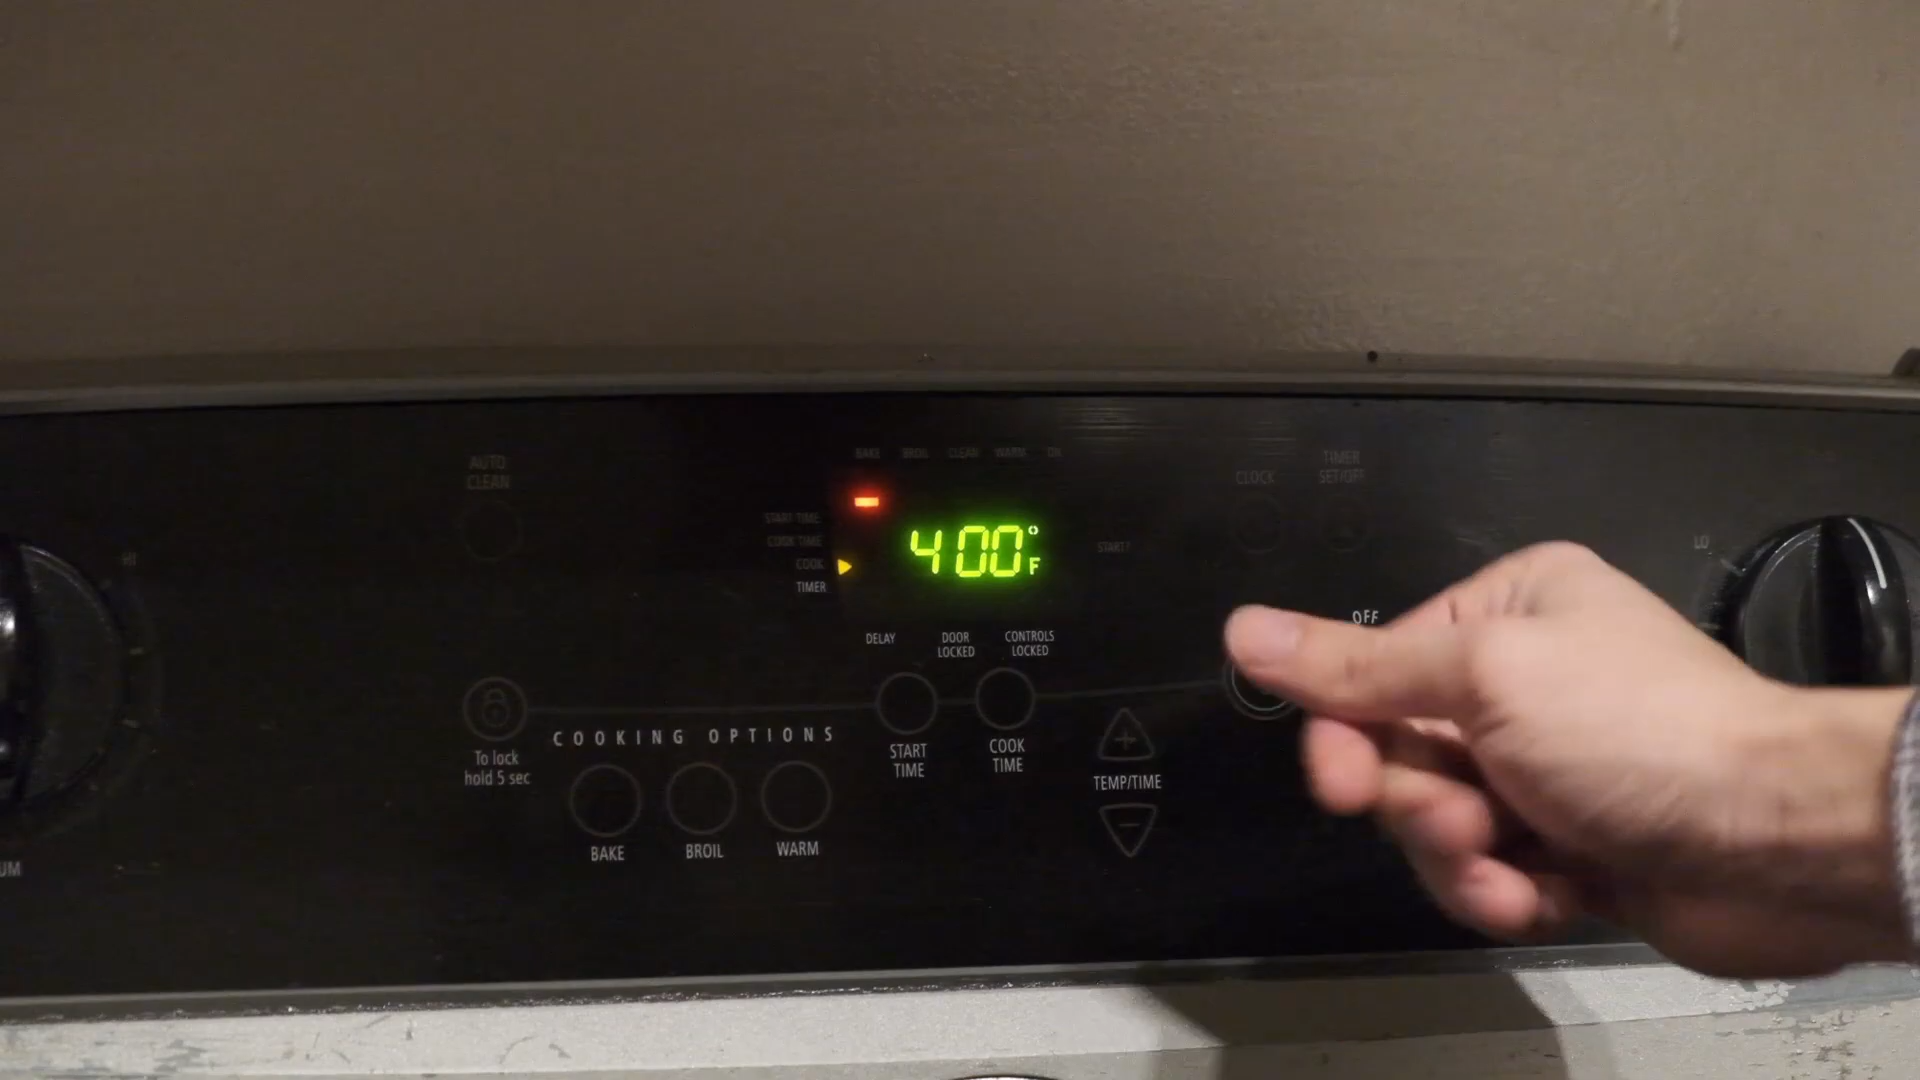 AUTO
CLEAN
BAKE BROIL CLEAN WARM ON
CLOCK
TIMER
SET/OFF
HI
START TIME
COOK TIME
COOK
TIMER
400°F
START?
LO
OFF
DELAY
DOOR
LOCKED
CONTROLS
LOCKED
To lock
hold 5 sec
COOKING OPTIONS
BAKE
BROIL
WARM
START
TIME
COOK
TIME
+
TEMP/TIME
-
UM